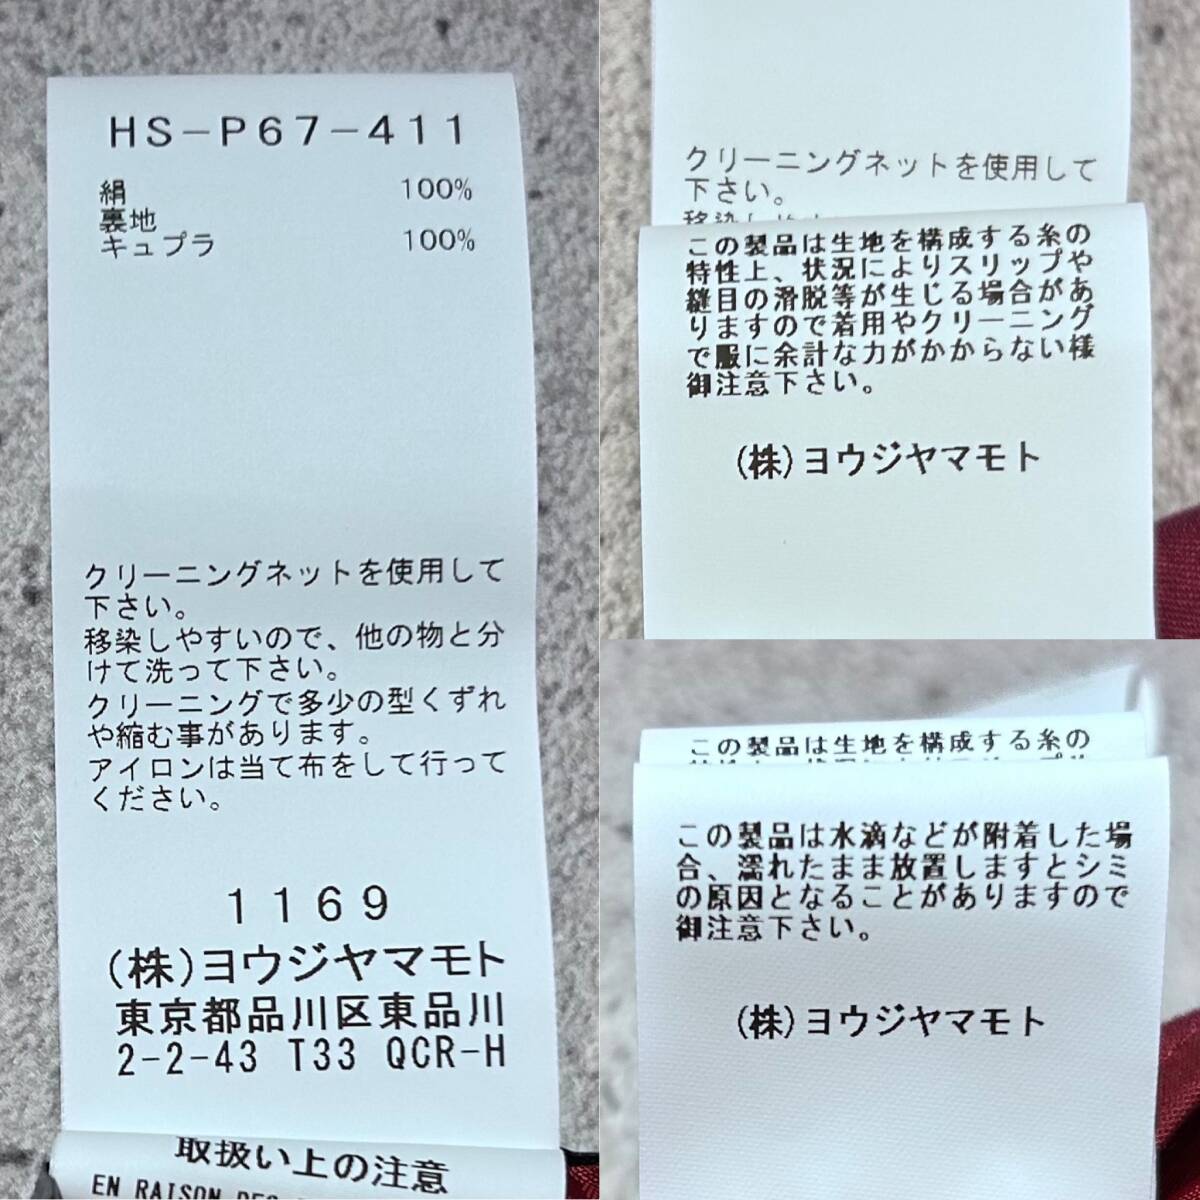 HS-P67-411
絹 100%
裏地
キュプラ 100%
クリーニングネットを使用して
下さい。
移染しやすいので、他の物と分
けて洗って下さい。
クリーニングで多少の型くずれ
や縮む事があります。
アイロンは当て布をして行って
ください。
1169
(株)ヨウジヤマモト
東京都品川区東品川
2-2-43 T33 QCR-H
取扱い上の注意
EN RAISON DES
クリーニングネットを使用して
下さい。
この製品は生地を構成する糸の
特性上、状況によりスリップや
縫目の滑脱等が生じる場合があ
りますので着用やクリーニング
で服に余計な力がかからない様
御注意下さい。
(株)ヨウジヤマモト
この製品は生地を構成する糸の
この製品は水滴などが附着した場
合、濡れたまま放置しますとシミ
の原因となることがありますので
御注意下さい。
(株)ヨウジヤマモト